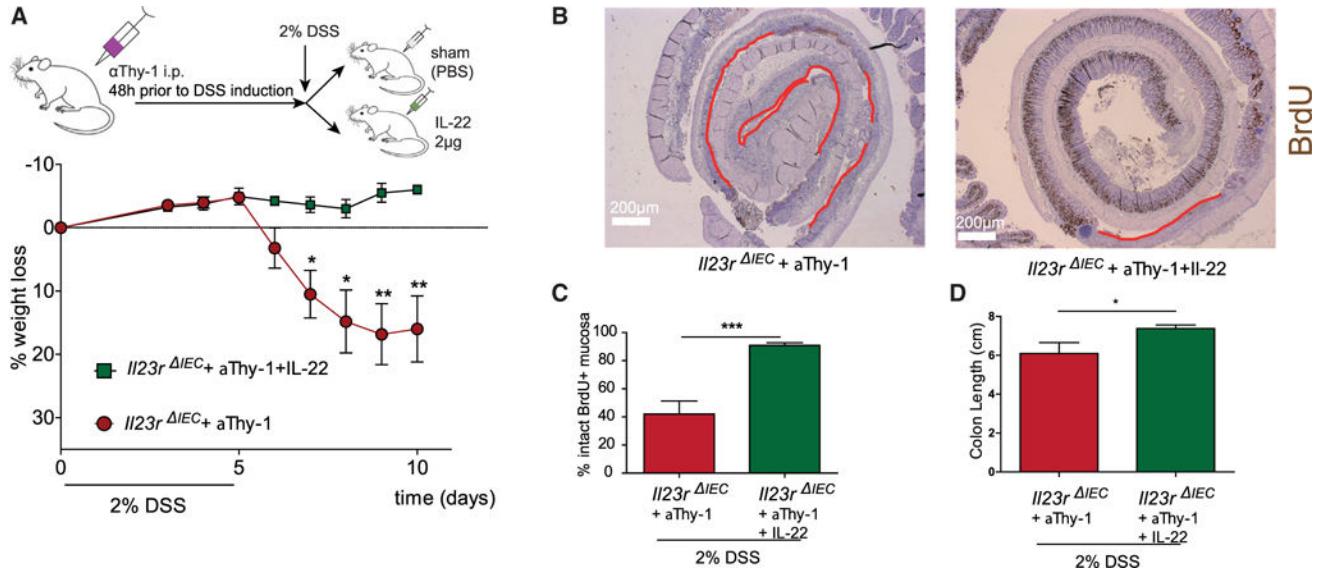 A
2% DSS
αThy-1 i.p.
48h prior to DSS induction
sham
(PBS)
IL-22
2µg
-10
0
10
20
30
% weight loss
*
*
**
**
Il23r ΔIEC+ aThy-1+IL-22
Il23r ΔIEC+ aThy-1
0
5
10
2% DSS
time (days)
B
200µm
200µm
BrdU
Il23r ΔIEC + aThy-1
Il23r ΔIEC + aThy-1+Il-22
C
% intact BrdU+ mucosa
100
80
60
40
20
0
***
Il23r ΔIEC
+ aThy-1
Il23r ΔIEC
+ aThy-1
+ IL-22
2% DSS
D
Colon Length (cm)
8
6
4
2
0
*
Il23r ΔIEC
+ aThy-1
Il23r ΔIEC
+ aThy-1
+ IL-22
2% DSS